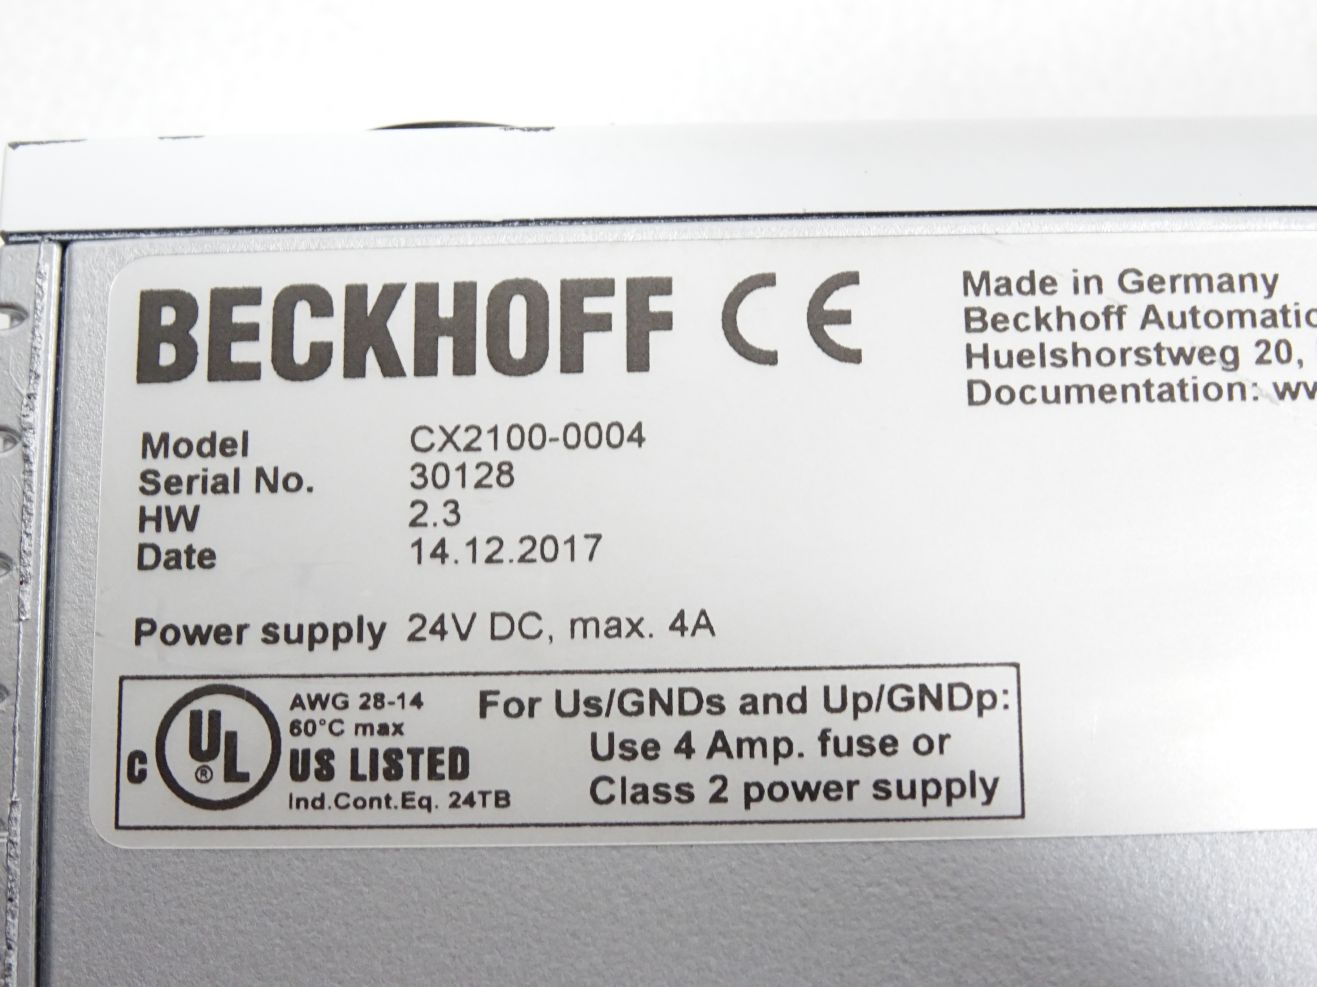 BECKHOFF CE
Made in Germany
Beckhoff Automatic
Huelshorstweg 20,
Documentation:
Model CX2100-0004
Serial No. 30128
HW 2.3
Date 14.12.2017
Power supply 24V DC, max. 4A
C UL ® US LISTED
AWG 28-14
60°C max
Ind.Cont.Eq. 24TB
For Us/GNDs and Up/GNDp:
Use 4 Amp. fuse or
Class 2 power supply